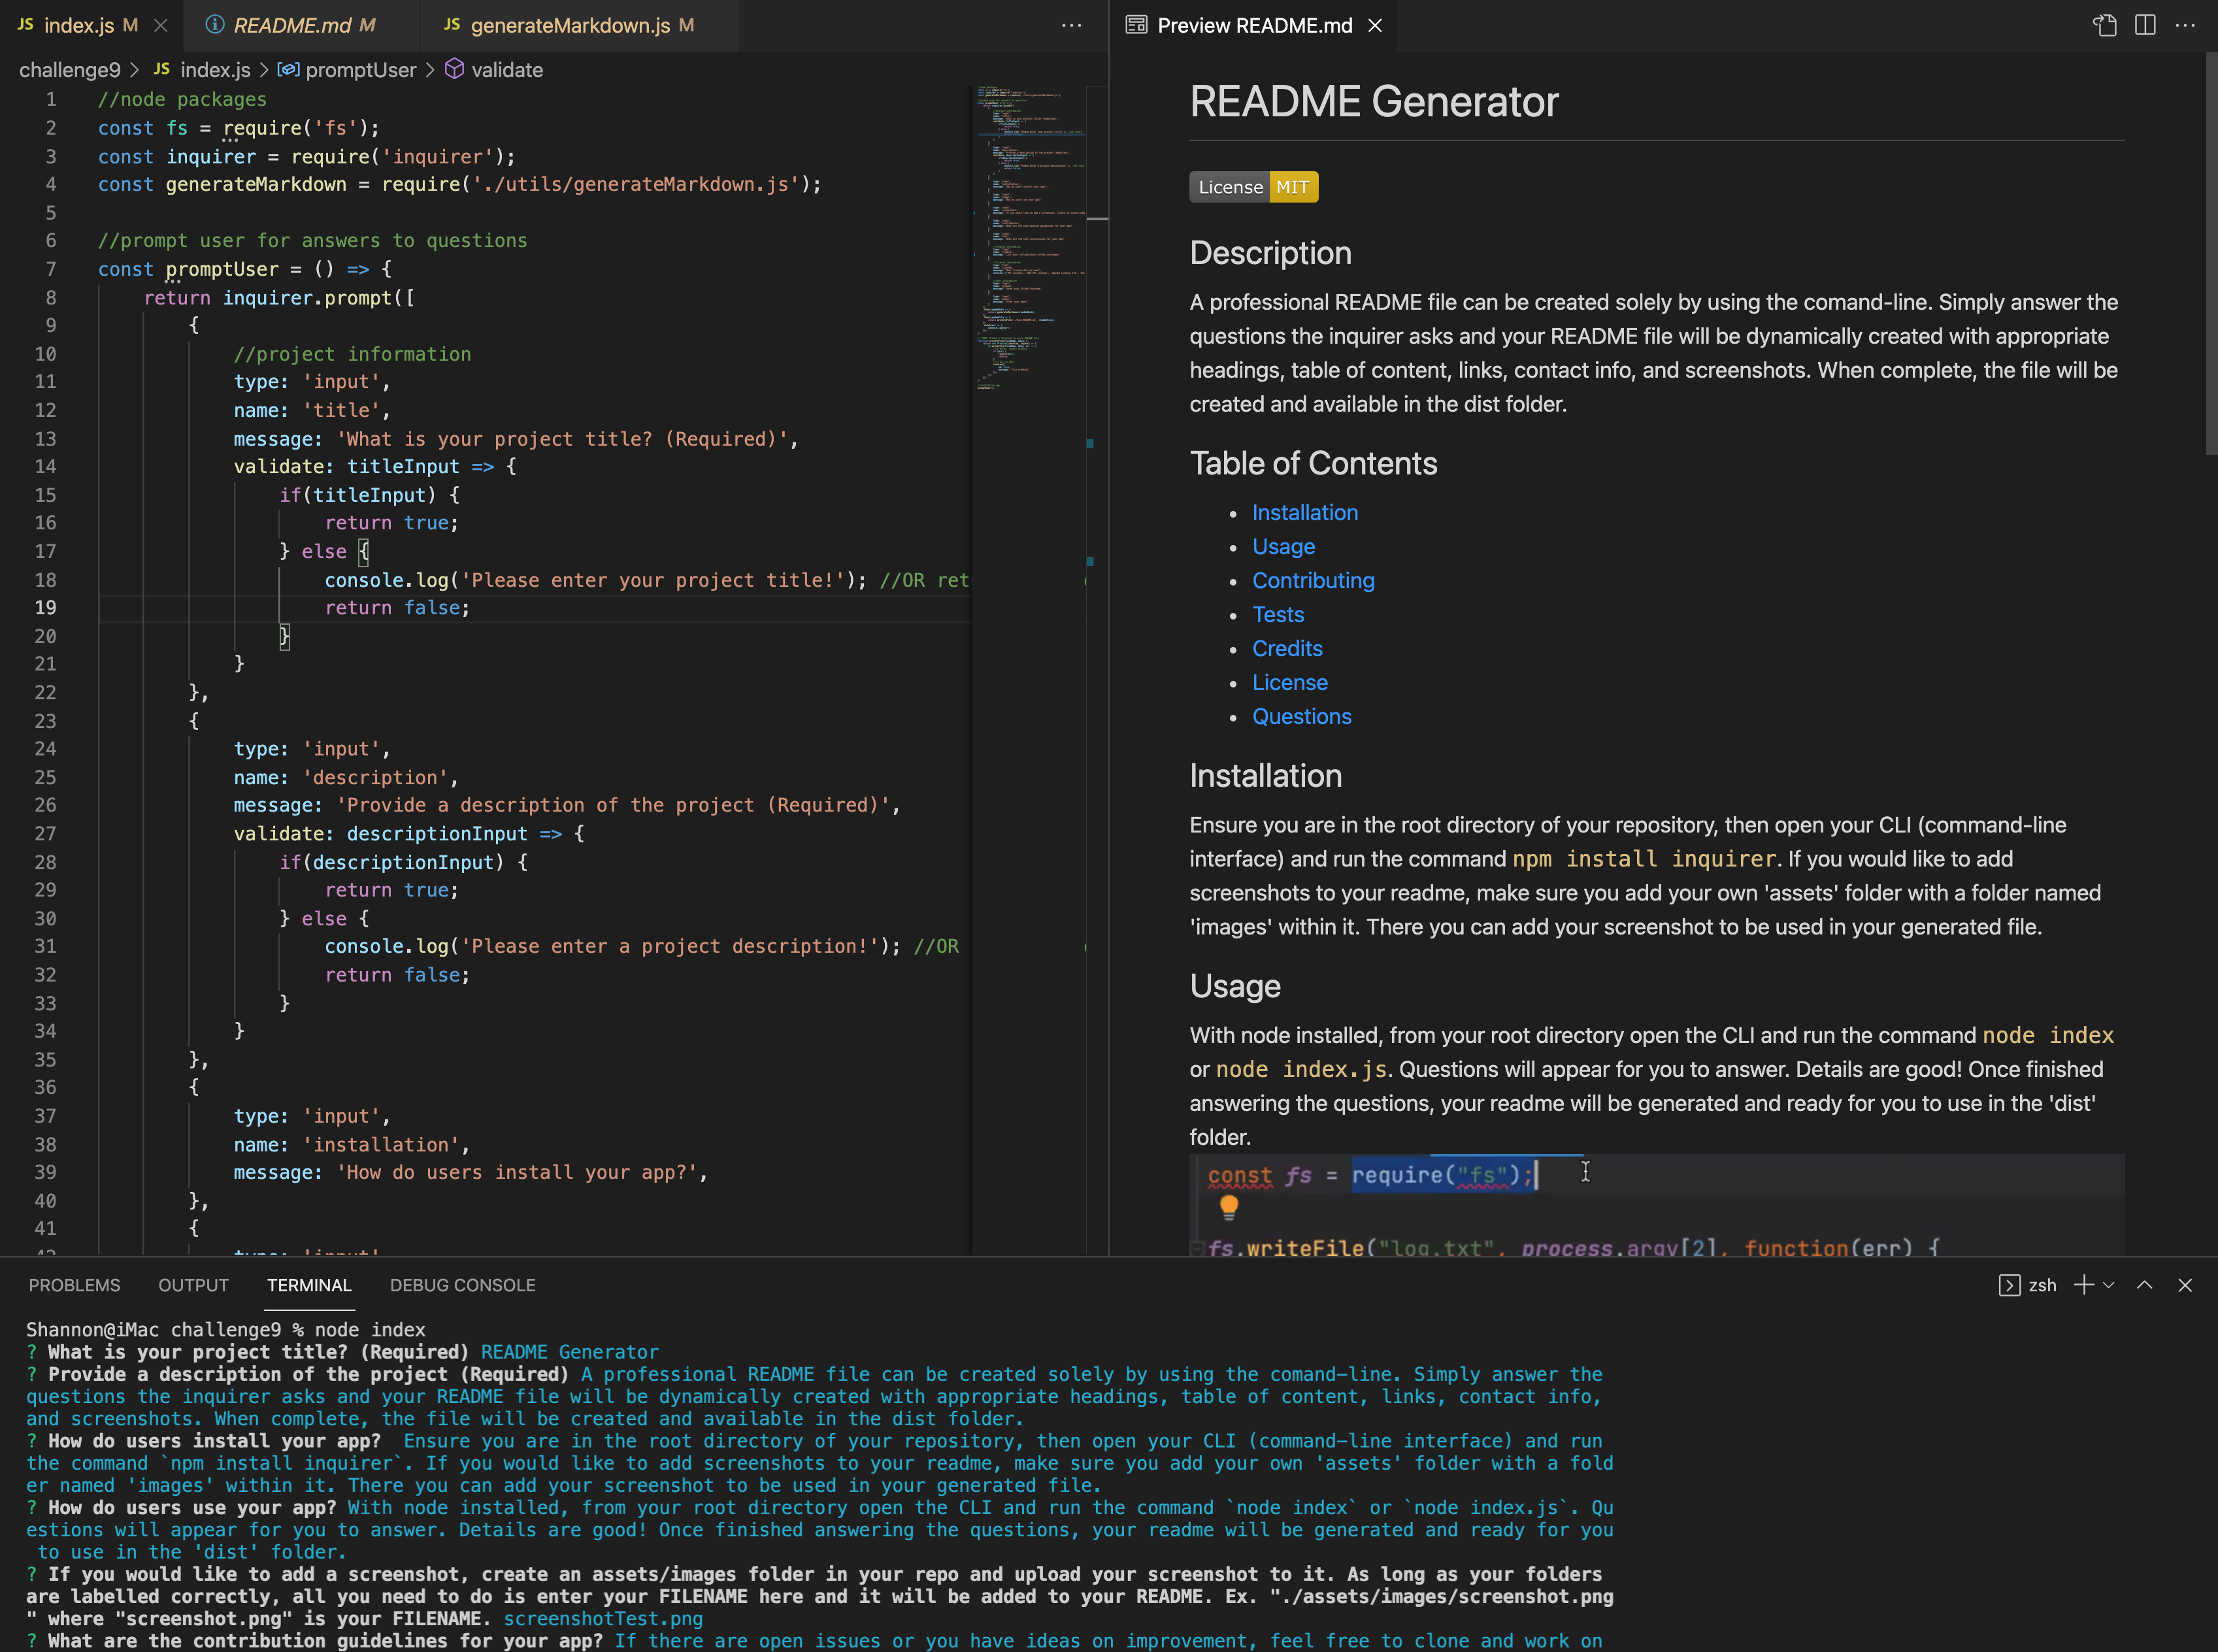 JS index.js M
README.md M
JS generateMarkdown.js M
Preview README.md
challenge9 > JS index.js > promptUser > validate
1 //node packages
2 const fs = require('fs');
3 const inquirer = require('inquirer');
4 const generateMarkdown = require('./utils/generateMarkdown.js');
5
6 //prompt user for answers to questions
7 const promptUser = () => {
8 return inquirer.prompt([
9 {
10 //project information
11 type: 'input',
12 name: 'title',
13 message: 'What is your project title? (Required)',
14 validate: titleInput => {
15 if(titleInput) {
16 return true;
17 } else {
18 console.log('Please enter your project title!'); //OR ret
19 return false;
20 }
21 }
22 },
23 {
24 type: 'input',
25 name: 'description',
26 message: 'Provide a description of the project (Required)',
27 validate: descriptionInput => {
28 if(descriptionInput) {
29 return true;
30 } else {
31 console.log('Please enter a project description!'); //OR
32 return false;
33 }
34 }
35 },
36 {
37 type: 'input',
38 name: 'installation',
39 message: 'How do users install your app?',
40 },
41 {
42 type: 'input'
README Generator
License MIT
Description
A professional README file can be created solely by using the comand-line. Simply answer the
questions the inquirer asks and your README file will be dynamically created with appropriate
headings, table of content, links, contact info, and screenshots. When complete, the file will be
created and available in the dist folder.
Table of Contents
• Installation
• Usage
• Contributing
• Tests
• Credits
• License
• Questions
Installation
Ensure you are in the root directory of your repository, then open your CLI (command-line
interface) and run the command npm install inquirer. If you would like to add
screenshots to your readme, make sure you add your own 'assets' folder with a folder named
'images' within it. There you can add your screenshot to be used in your generated file.
Usage
With node installed, from your root directory open the CLI and run the command node index
or node index.js. Questions will appear for you to answer. Details are good! Once finished
answering the questions, your readme will be generated and ready for you to use in the 'dist'
folder.
const fs = require("fs");
fs.writeFile("log.txt", process.argv[2], function(err) {
PROBLEMS OUTPUT TERMINAL DEBUG CONSOLE
zsh
Shannon@iMac challenge9 % node index
? What is your project title? (Required) README Generator
? Provide a description of the project (Required) A professional README file can be created solely by using the comand-line. Simply answer the
questions the inquirer asks and your README file will be dynamically created with appropriate headings, table of content, links, contact info,
and screenshots. When complete, the file will be created and available in the dist folder.
? How do users install your app? Ensure you are in the root directory of your repository, then open your CLI (command-line interface) and run
the command `npm install inquirer`. If you would like to add screenshots to your readme, make sure you add your own 'assets' folder with a fold
er named 'images' within it. There you can add your screenshot to be used in your generated file.
? How do users use your app? With node installed, from your root directory open the CLI and run the command `node index` or `node index.js`. Qu
estions will appear for you to answer. Details are good! Once finished answering the questions, your readme will be generated and ready for you
to use in the 'dist' folder.
? If you would like to add a screenshot, create an assets/images folder in your repo and upload your screenshot to it. As long as your folders
are labelled correctly, all you need to do is enter your FILENAME here and it will be added to your README. Ex. "./assets/images/screenshot.png
" where "screenshot.png" is your FILENAME. screenshotTest.png
? What are the contribution guidelines for your app? If there are open issues or you have ideas on improvement, feel free to clone and work on